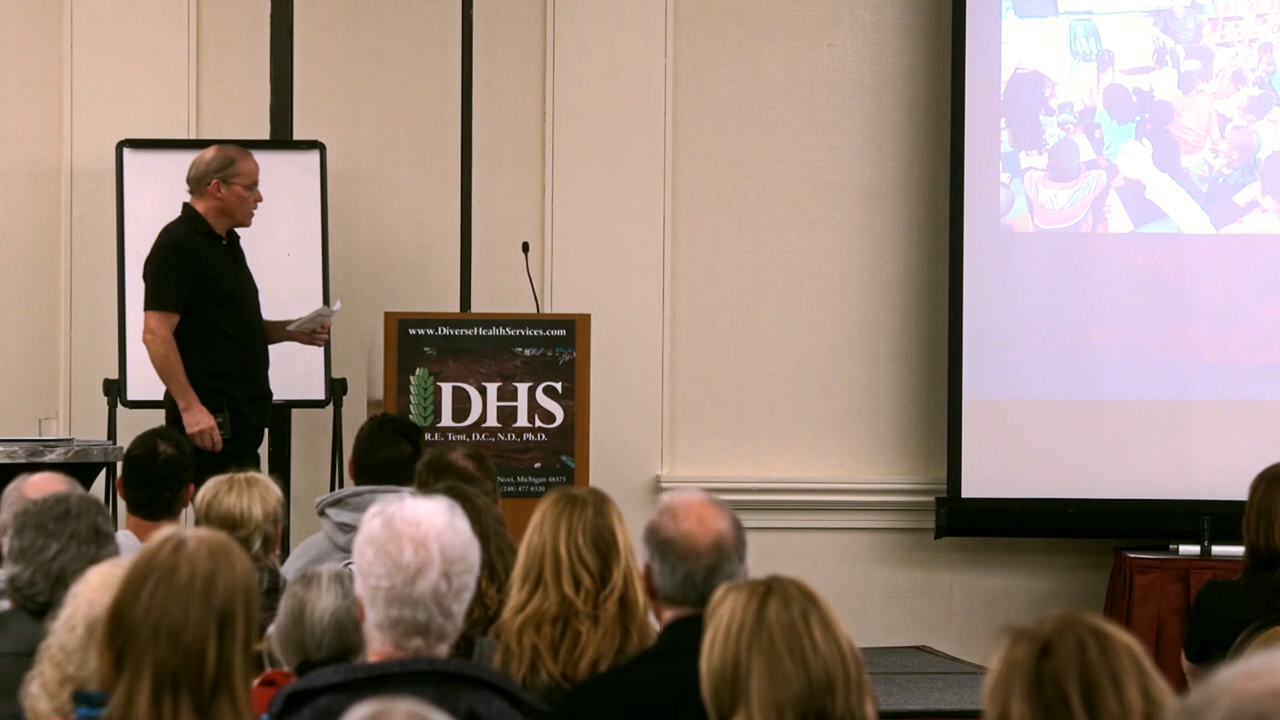 www.DiverseHealthServices.com
DHS
R.E. Tent, D.C., N.D., Ph.D.
Novi, Michigan 48375
(248) 477-8320